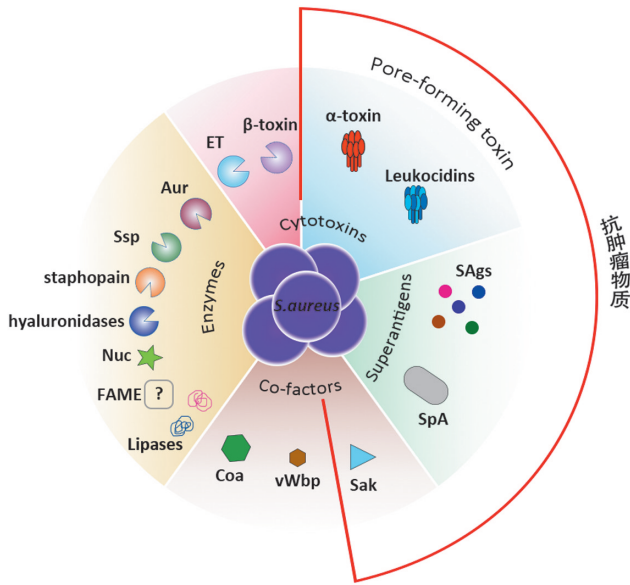 Pore-forming toxin
α-toxin
Leukocidins
β-toxin
ET
Cytotoxins
抗肿瘤物质
Aur
Ssp
staphopain
hyaluronidases
Nuc
FAME
?
Lipases
Enzymes
S.aureus
SAgs
SpA
Superantigens
Co-factors
Coa
vWbp
Sak